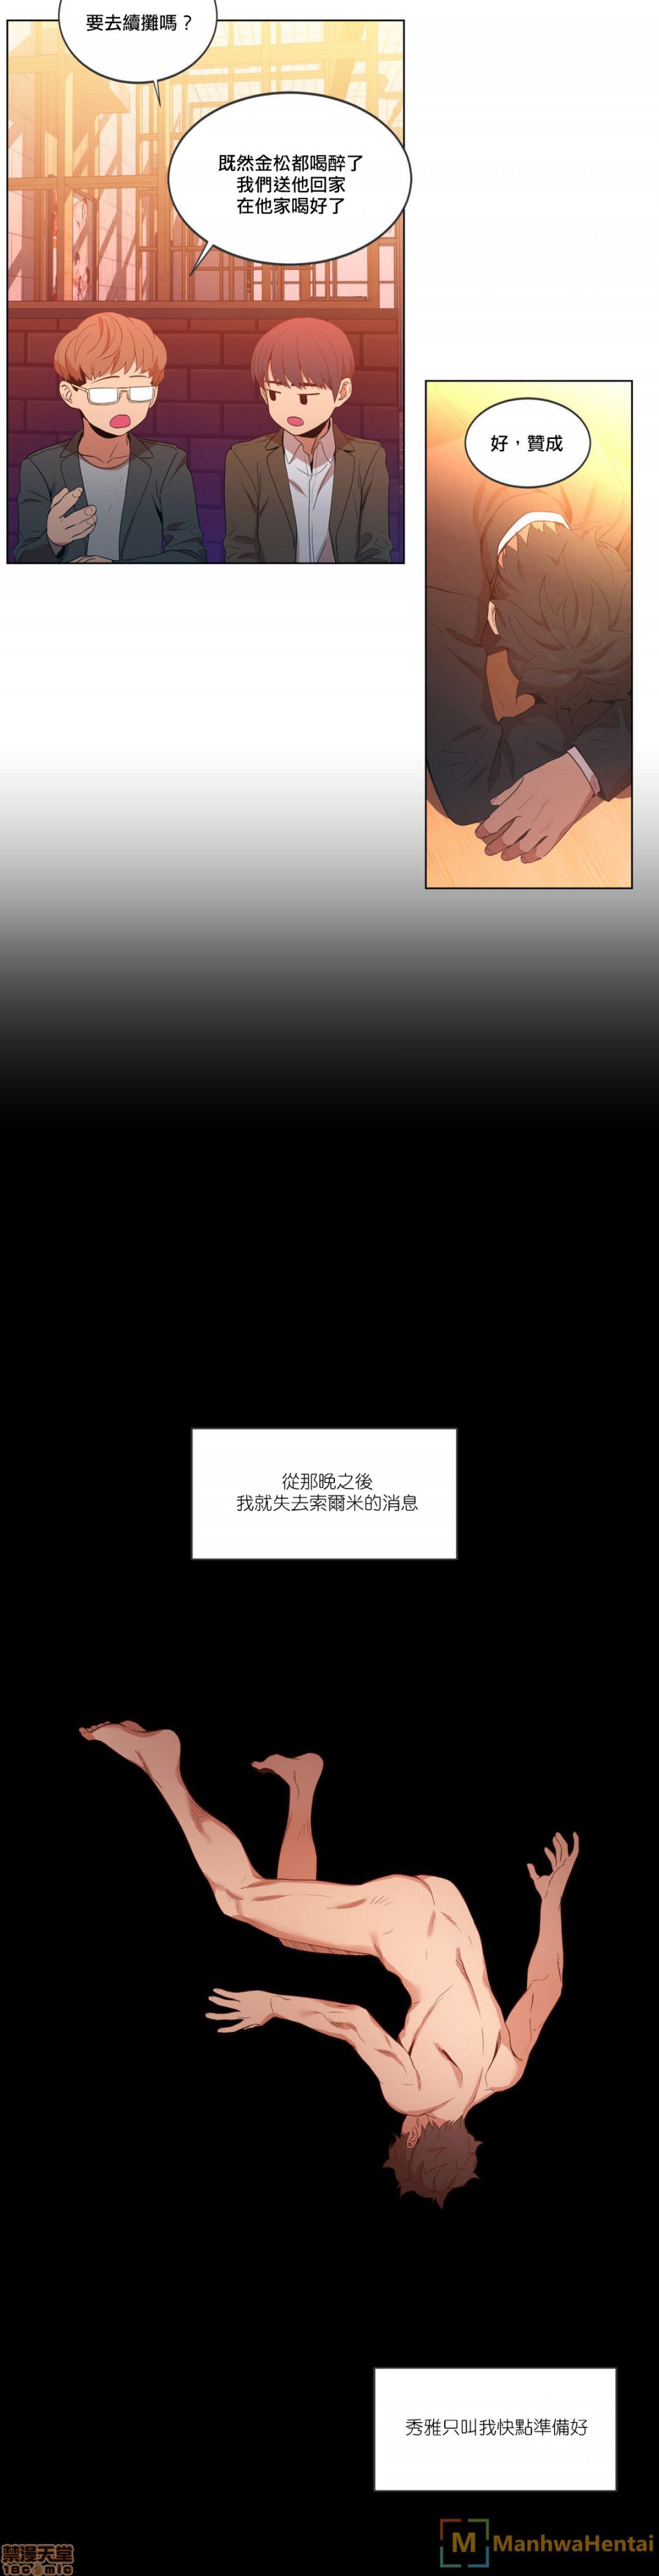 要去續攤嗎？
既然金松都喝醉了
我們送他回家
在他家喝好了
好，贊成
從那晚之後
我就失去索爾米的消息
秀雅只叫我快點準備好
M ManhwaHentai
禁漫天堂
18COMIC